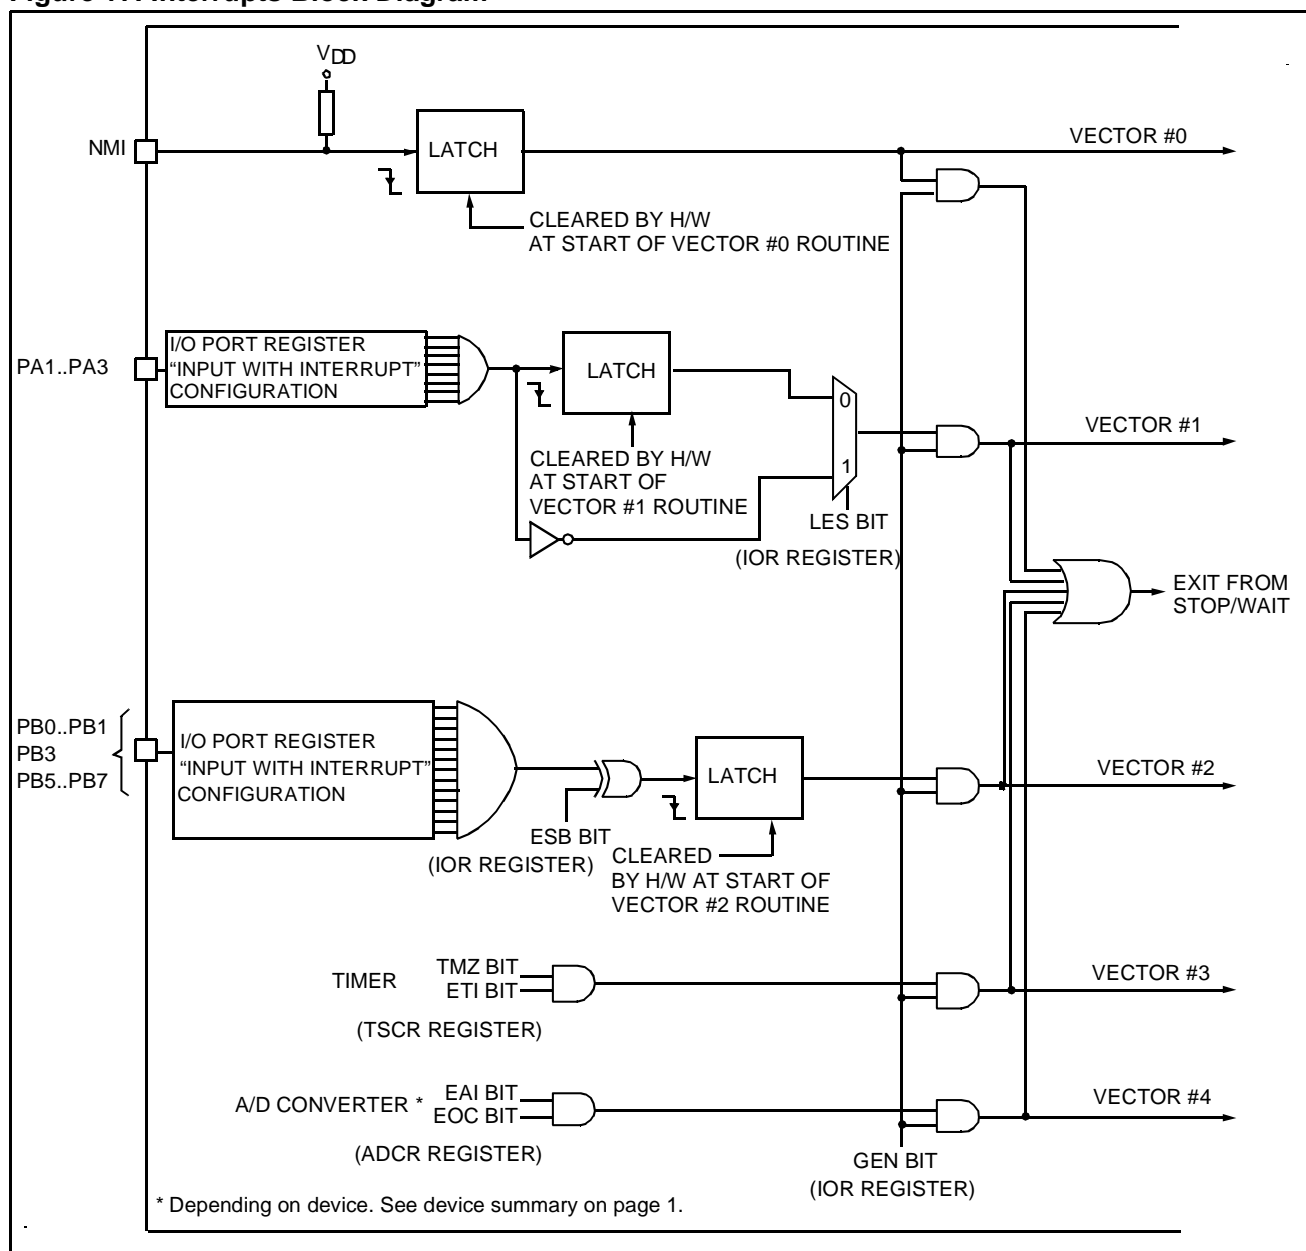 VDD
NMI
LATCH
VECTOR #0
CLEARED BY H/W
AT START OF VECTOR #0 ROUTINE
PA1..PA3
I/O PORT REGISTER
“INPUT WITH INTERRUPT”
CONFIGURATION
LATCH
0
1
VECTOR #1
CLEARED BY H/W
AT START OF
VECTOR #1 ROUTINE
LES BIT
(IOR REGISTER)
EXIT FROM
STOP/WAIT
PB0..PB1
PB3
PB5..PB7
I/O PORT REGISTER
“INPUT WITH INTERRUPT”
CONFIGURATION
LATCH
VECTOR #2
ESB BIT
(IOR REGISTER)
CLEARED
BY H/W AT START OF
VECTOR #2 ROUTINE
TIMER
TMZ BIT
ETI BIT
(TSCR REGISTER)
VECTOR #3
A/D CONVERTER *
EAI BIT
EOC BIT
(ADCR REGISTER)
VECTOR #4
GEN BIT
(IOR REGISTER)
* Depending on device. See device summary on page 1.